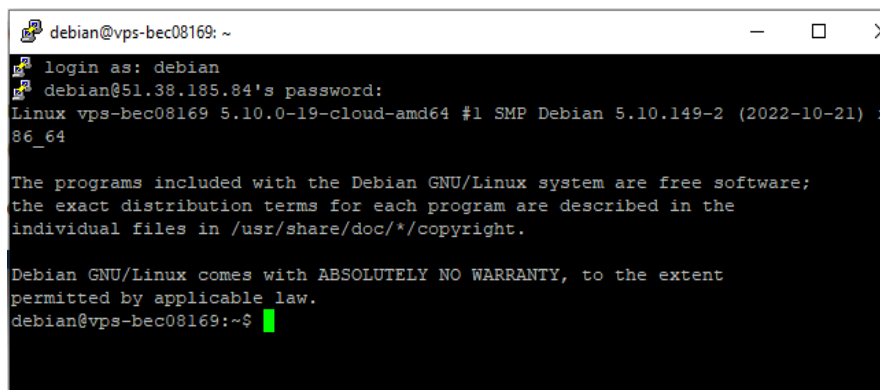 debian@vps-bec08169: ~
login as: debian
debian@51.38.185.84's password:
Linux vps-bec08169 5.10.0-19-cloud-amd64 #1 SMP Debian 5.10.149-2 (2022-10-21)
86_64
The programs included with the Debian GNU/Linux system are free software;
the exact distribution terms for each program are described in the
individual files in /usr/share/doc/*/copyright.
Debian GNU/Linux comes with ABSOLUTELY NO WARRANTY, to the extent
permitted by applicable law.
debian@vps-bec08169:~$